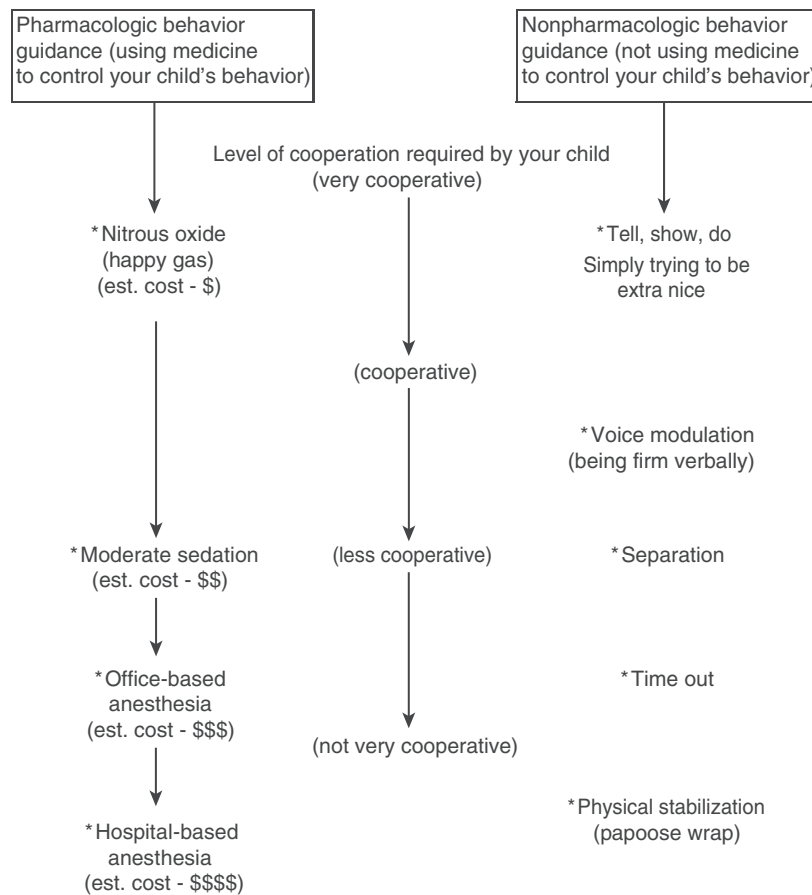 Pharmacologic behavior
guidance (using medicine
to control your child's behavior)
Nonpharmacologic behavior
guidance (not using medicine
to control your child's behavior)
Level of cooperation required by your child
(very cooperative)
*Nitrous oxide
(happy gas)
(est. cost - $)
*Tell, show, do
Simply trying to be
extra nice
(cooperative)
*Voice modulation
(being firm verbally)
*Moderate sedation
(est. cost - $$)
(less cooperative)
*Separation
*Office-based
anesthesia
(est. cost - $$$)
*Time out
(not very cooperative)
*Physical stabilization
(papoose wrap)
*Hospital-based
anesthesia
(est. cost - $$$$)